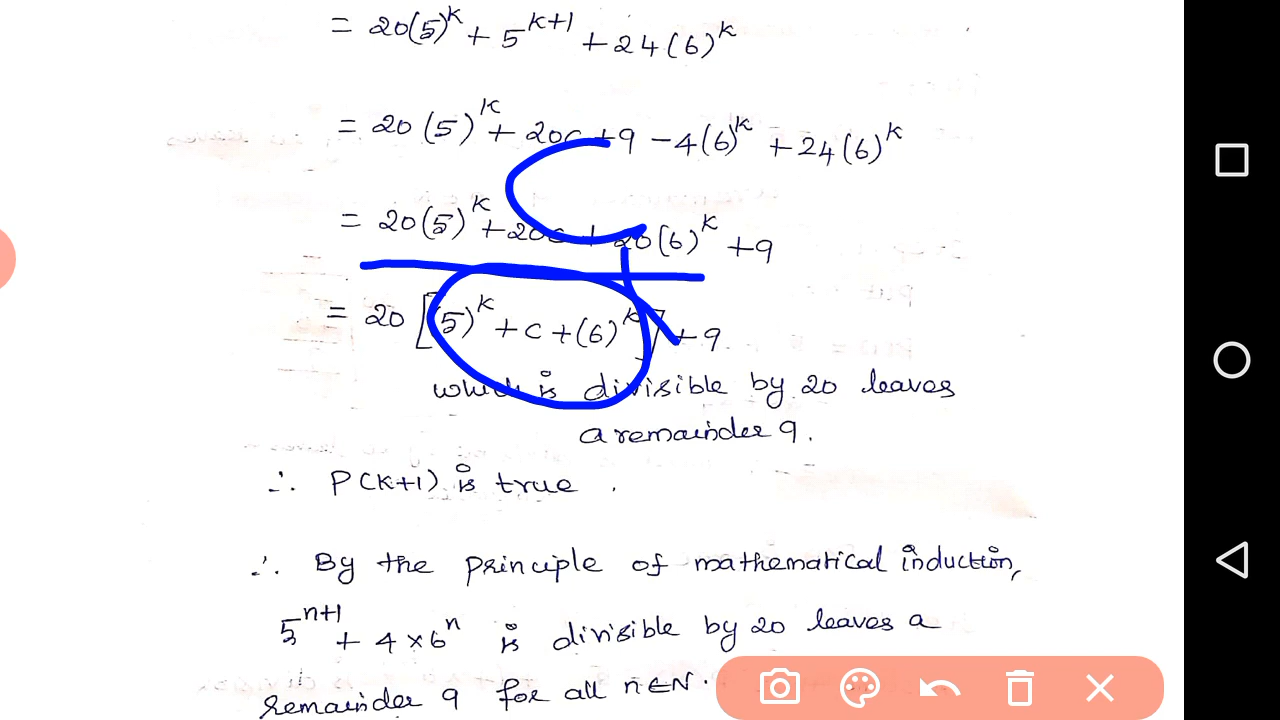 = 20(5)^k + 5^{k+1} + 24(6)^k
= 20(5)^k + 20c + 9 - 4(6)^k + 24(6)^k
= 20(5)^k + 20c + 20(6)^k + 9
= 20 [(5)^k + c + (6)^k] + 9
which is divisible by 20 leaves
a remainder 9.
∴ P(k+1) is true .
∴ By the principle of mathematical induction,
5^{n+1} + 4 × 6^n is divisible by 20 leaves a
remainder 9 for all n∈N.